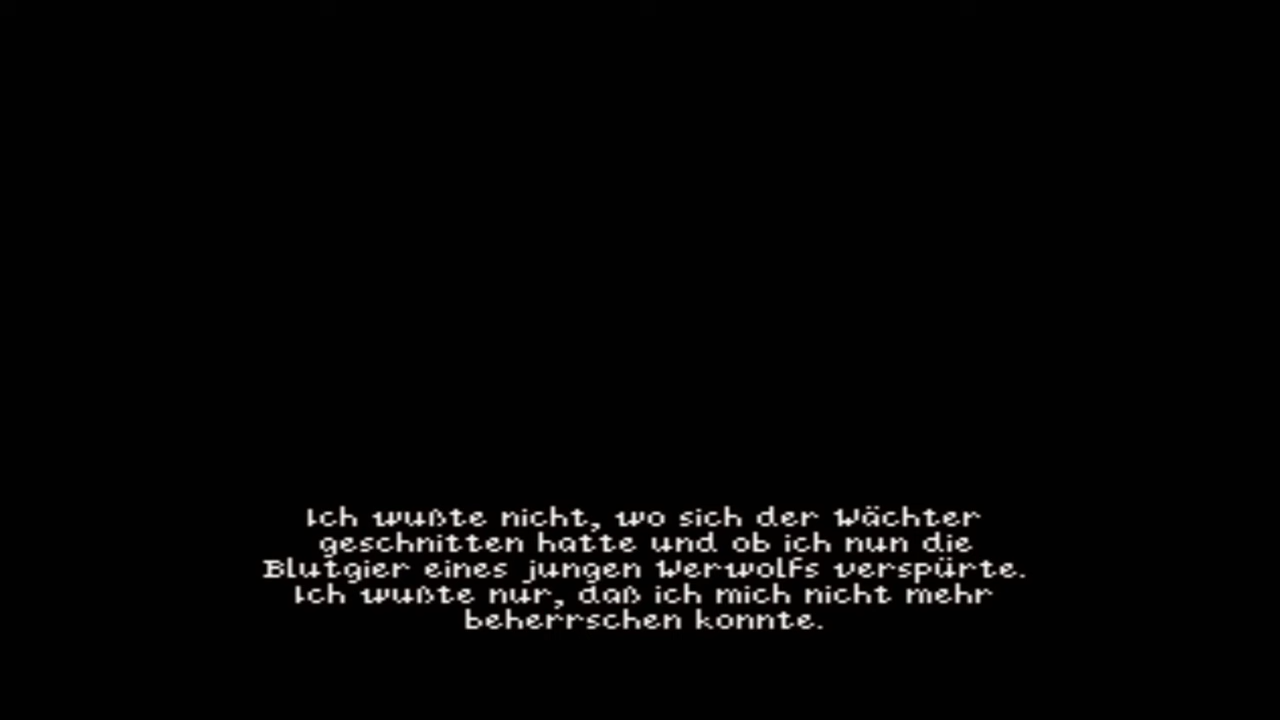 Ich wußte nicht, wo sich der Wächter
geschnitten hatte und ob ich nun die
Blutgier eines jungen Werwolfs verspürte.
Ich wußte nur, daß ich mich nicht mehr
beherrschen konnte.